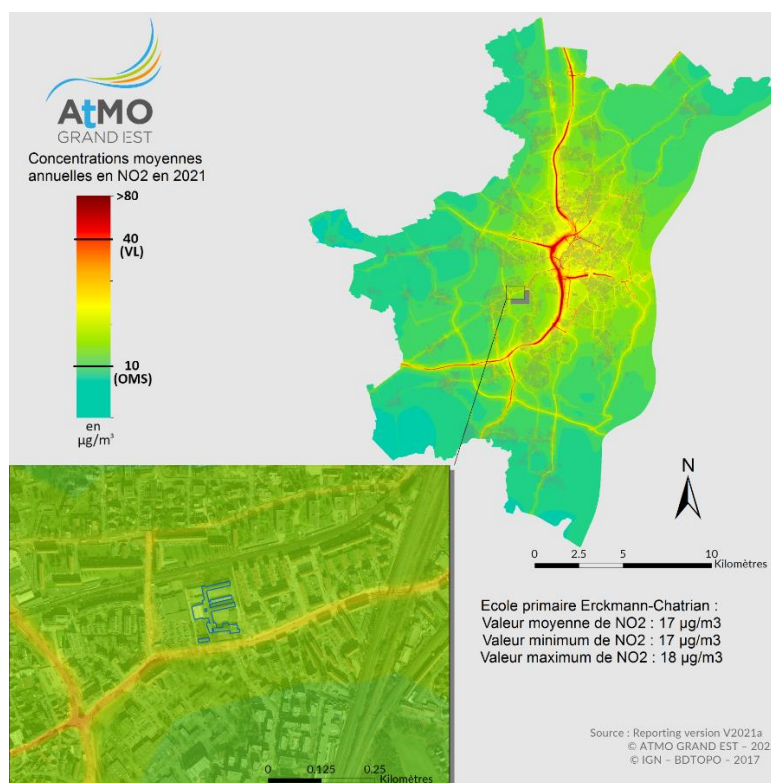 AtMO
GRAND EST
Concentrations moyennes
annuelles en NO2 en 2021
>80
40
(VL)
10
(OMS)
en
µg/m³
N
0 2.5 5 10
Kilomètres
Ecole primaire Erckmann-Chatrian :
Valeur moyenne de NO2 : 17 µg/m3
Valeur minimum de NO2 : 17 µg/m3
Valeur maximum de NO2 : 18 µg/m3
0 0.125 0.25
Kilomètres
Source : Reporting version V2021a
© ATMO GRAND EST - 202
© IGN - BDTOPO - 2017